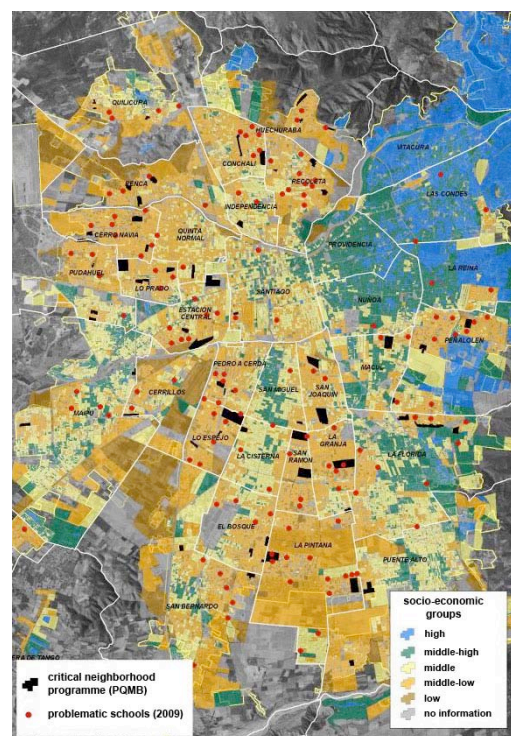 QUILICURA
HUECHURABA
CONCHALI
VITACURA
RENCA
RECOLETA
LAS CONDES
INDEPENDENCIA
CERRO NAVIA
QUINTA
NORMAL
PROVIDENCIA
LA REINA
PUDAHUEL
LO PRADO
SANTIAGO
ÑUÑOA
ESTACION
CENTRAL
PEÑALOLEN
MACUL
PEDRO A CERDA
SAN MIGUEL
SAN
JOAQUIN
CERRILLOS
MAIPU
LO ESPEJO
LA
GRANJA
LA CISTERNA
SAN
RAMON
LA FLORIDA
EL BOSQUE
LA PINTANA
PUENTE ALTO
SAN BERNARDO
ERA DE TANGO
critical neighborhood
programme (PQMB)
problematic schools (2009)
socio-economic
groups
high
middle-high
middle
middle-low
low
no information